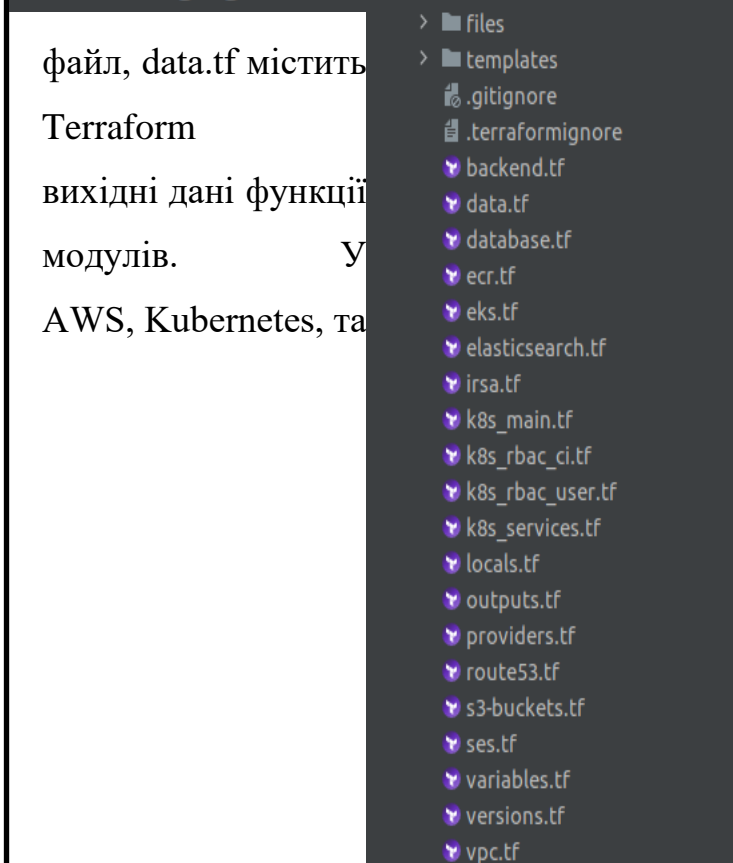 файл, data.tf містить
Terraform
вихідні дані функції
модулів. У
AWS, Kubernetes, та
files
templates
.gitignore
.terraformignore
backend.tf
data.tf
database.tf
ecr.tf
eks.tf
elasticsearch.tf
irsa.tf
k8s_main.tf
k8s_rbac_ci.tf
k8s_rbac_user.tf
k8s_services.tf
locals.tf
outputs.tf
providers.tf
route53.tf
s3-buckets.tf
ses.tf
variables.tf
versions.tf
vpc.tf